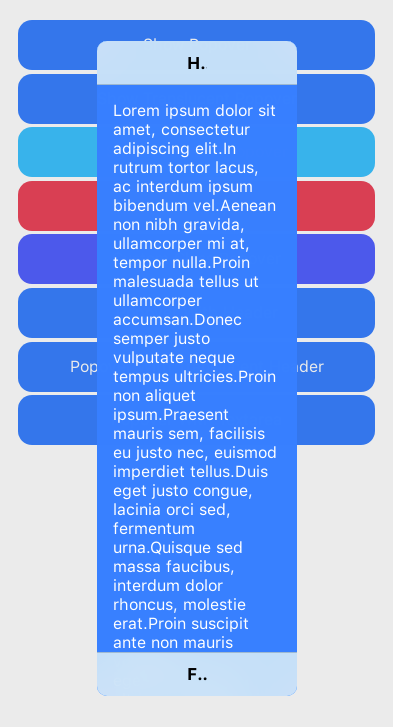 H.
Lorem ipsum dolor sit
amet, consectetur
adipiscing elit.In
rutrum tortor lacus,
ac interdum ipsum
bibendum vel.Aenean
non nibh gravida,
ullamcorper mi at,
tempor nulla.Proin
malesuada tellus ut
ullamcorper
accumsan.Donec
semper justo
vulputate neque
tempus ultricies.Proin
non aliquet
ipsum.Praesent
mauris sem, facilisis
eu justo nec, euismod
imperdiet tellus.Duis
eget justo congue,
lacinia orci sed,
fermentum
urna.Quisque sed
massa faucibus,
interdum dolor
rhoncus, molestie
erat.Proin suscipit
ante non mauris
F..